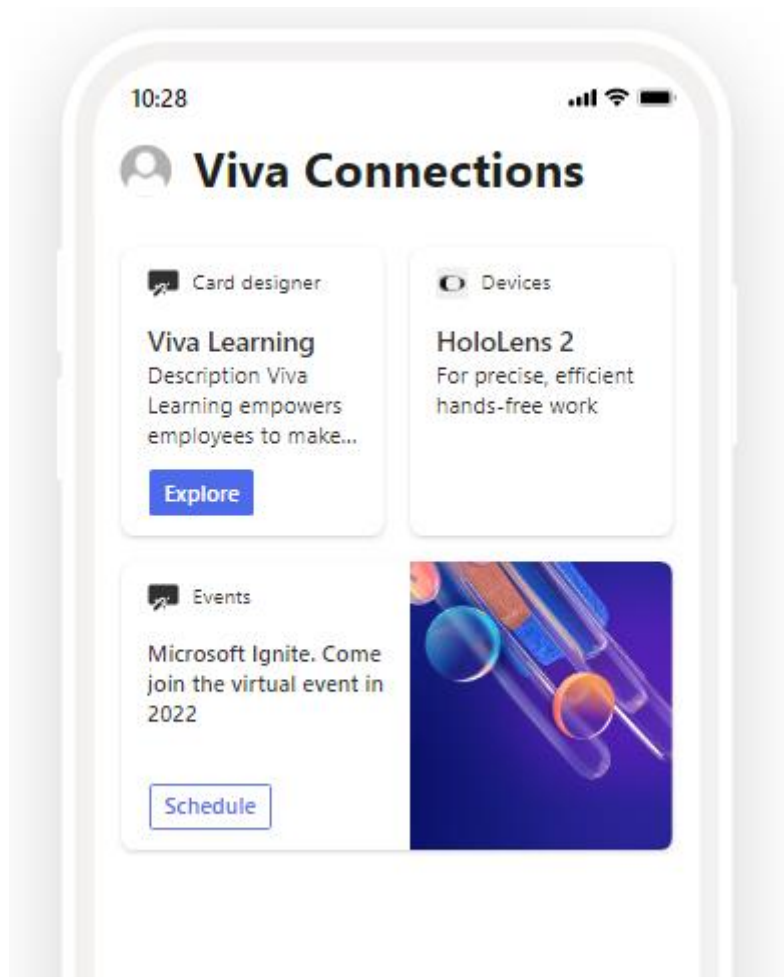 10:28
Viva Connections
Card designer
Viva Learning
Description Viva
Learning empowers
employees to make...
Explore
Devices
HoloLens 2
For precise, efficient
hands-free work
Events
Microsoft Ignite. Come
join the virtual event in
2022
Schedule